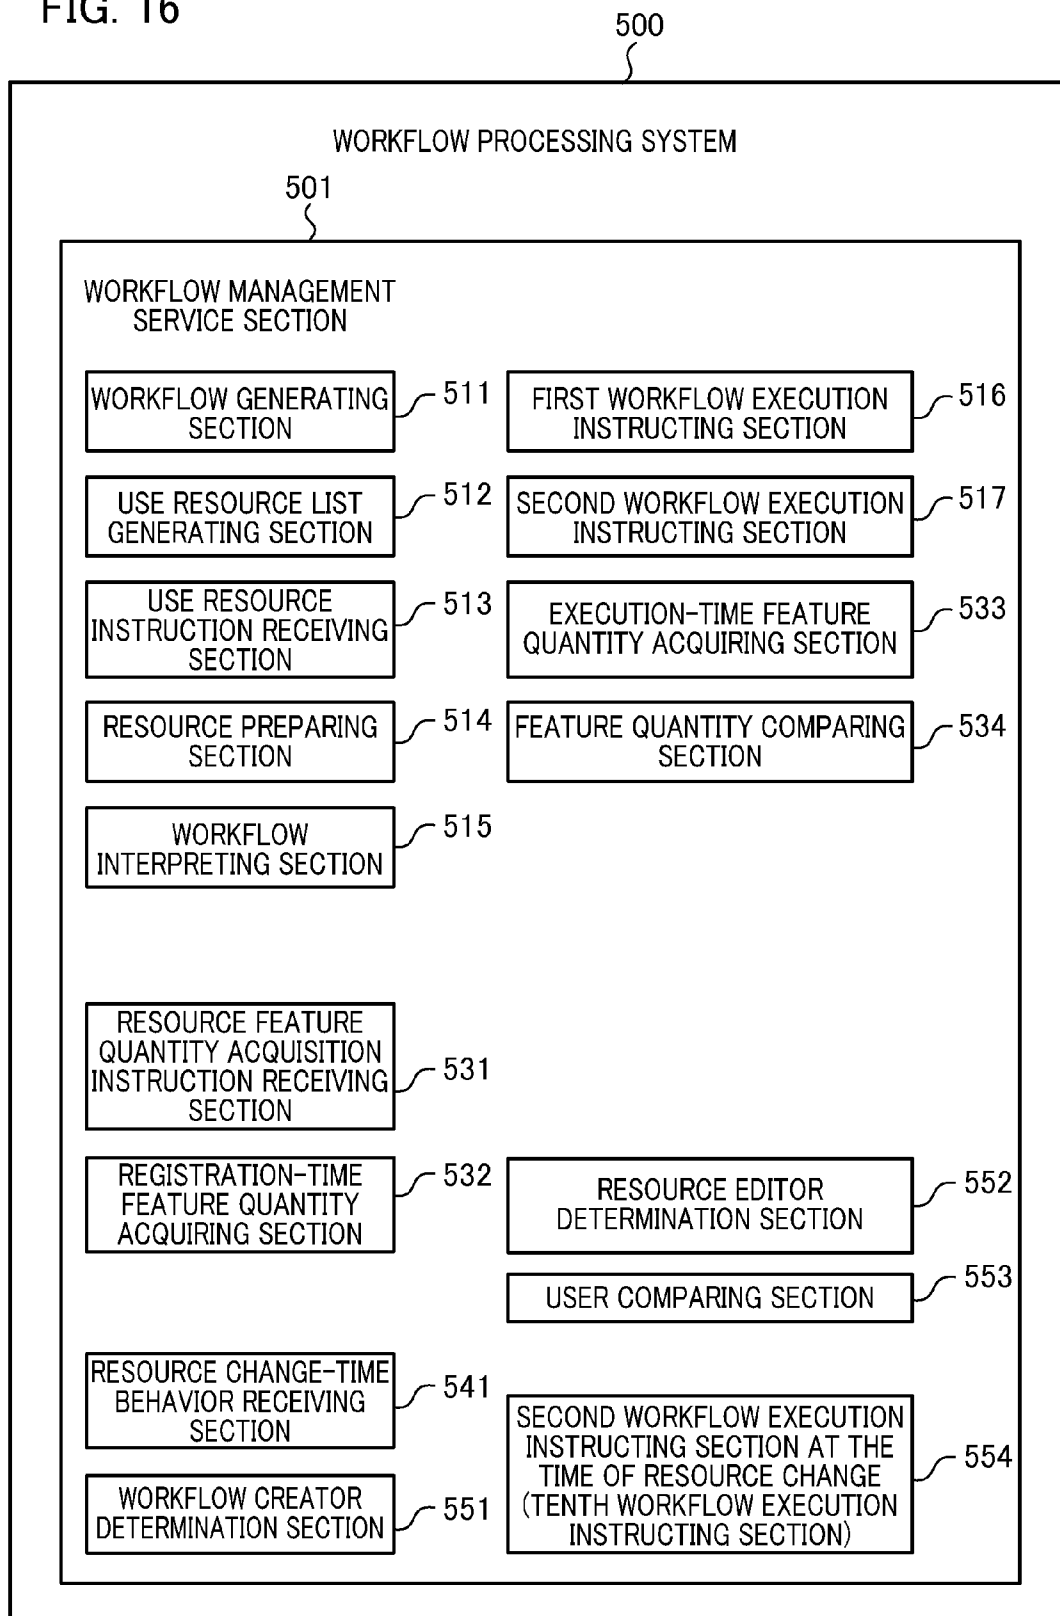 FIG. 16
500
WORKFLOW PROCESSING SYSTEM
501
WORKFLOW MANAGEMENT
SERVICE SECTION
WORKFLOW GENERATING
SECTION
511
USE RESOURCE LIST
GENERATING SECTION
512
USE RESOURCE
INSTRUCTION RECEIVING
SECTION
513
RESOURCE PREPARING
SECTION
514
WORKFLOW
INTERPRETING SECTION
515
RESOURCE FEATURE
QUANTITY ACQUISITION
INSTRUCTION RECEIVING
SECTION
531
REGISTRATION-TIME
FEATURE QUANTITY
ACQUIRING SECTION
532
RESOURCE CHANGE-TIME
BEHAVIOR RECEIVING
SECTION
541
WORKFLOW CREATOR
DETERMINATION SECTION
551
FIRST WORKFLOW EXECUTION
INSTRUCTING SECTION
516
SECOND WORKFLOW EXECUTION
INSTRUCTING SECTION
517
EXECUTION-TIME FEATURE
QUANTITY ACQUIRING SECTION
533
FEATURE QUANTITY COMPARING
SECTION
534
RESOURCE EDITOR
DETERMINATION SECTION
552
USER COMPARING SECTION
553
SECOND WORKFLOW EXECUTION
INSTRUCTING SECTION AT THE
TIME OF RESOURCE CHANGE
(TENTH WORKFLOW EXECUTION
INSTRUCTING SECTION)
554